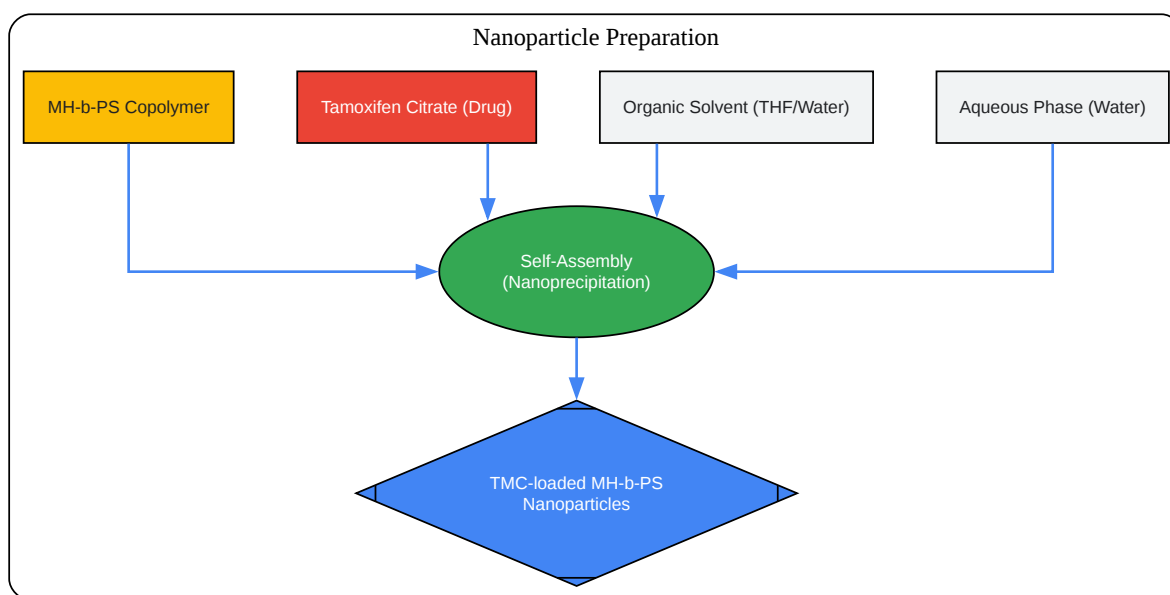 Nanoparticle Preparation
MH-b-PS Copolymer
Tamoxifen Citrate (Drug)
Organic Solvent (THF/Water)
Aqueous Phase (Water)
Self-Assembly
(Nanoprecipitation)
TMC-loaded MH-b-PS
Nanoparticles